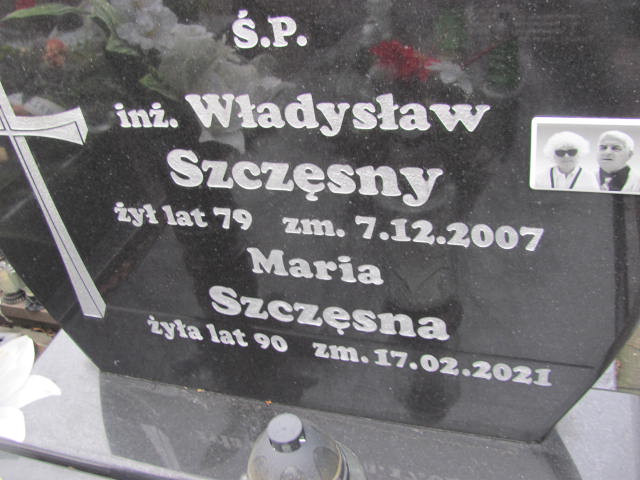 Ś.P.
inż. Władysław
Szczęsny
żył lat 79 zm. 7.12.2007
Maria
Szczęsna
żyła lat 90 zm. 17.02.2021